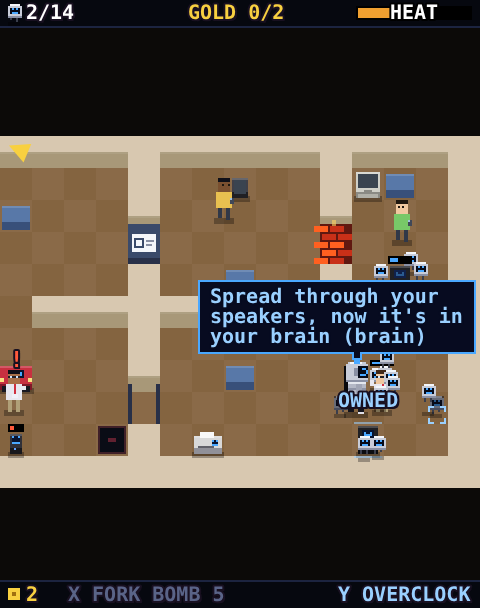 2/14
GOLD 0/2
HEAT
Spread through your
speakers, now it's in
your brain (brain)
OWNED
2
X FORK BOMB 5
Y OVERCLOCK